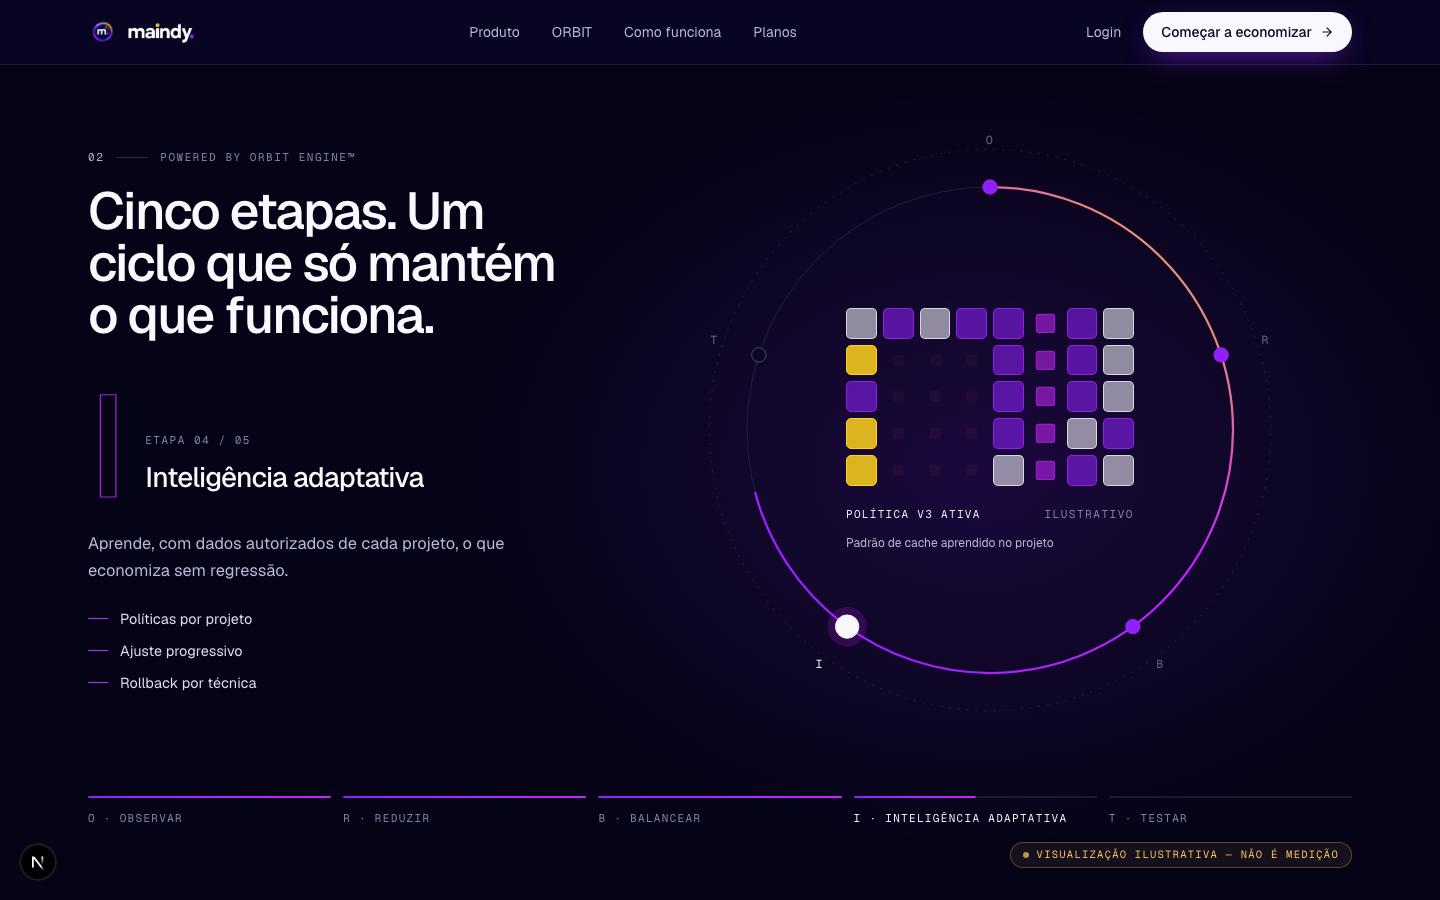 m.
maindy.
Produto
ORBIT
Como funciona
Planos
Login
Começar a economizar →
02
POWERED BY ORBIT ENGINE™
Cinco etapas. Um
ciclo que só mantém
o que funciona.
I
ETAPA 04 / 05
Inteligência adaptativa
Aprende, com dados autorizados de cada projeto, o que
economiza sem regressão.
Políticas por projeto
Ajuste progressivo
Rollback por técnica
O
T
R
POLÍTICA V3 ATIVA
ILUSTRATIVO
Padrão de cache aprendido no projeto
I
B
O · OBSERVAR
R · REDUZIR
B · BALANCEAR
I · INTELIGÊNCIA ADAPTATIVA
T · TESTAR
VISUALIZAÇÃO ILUSTRATIVA — NÃO É MEDIÇÃO
N